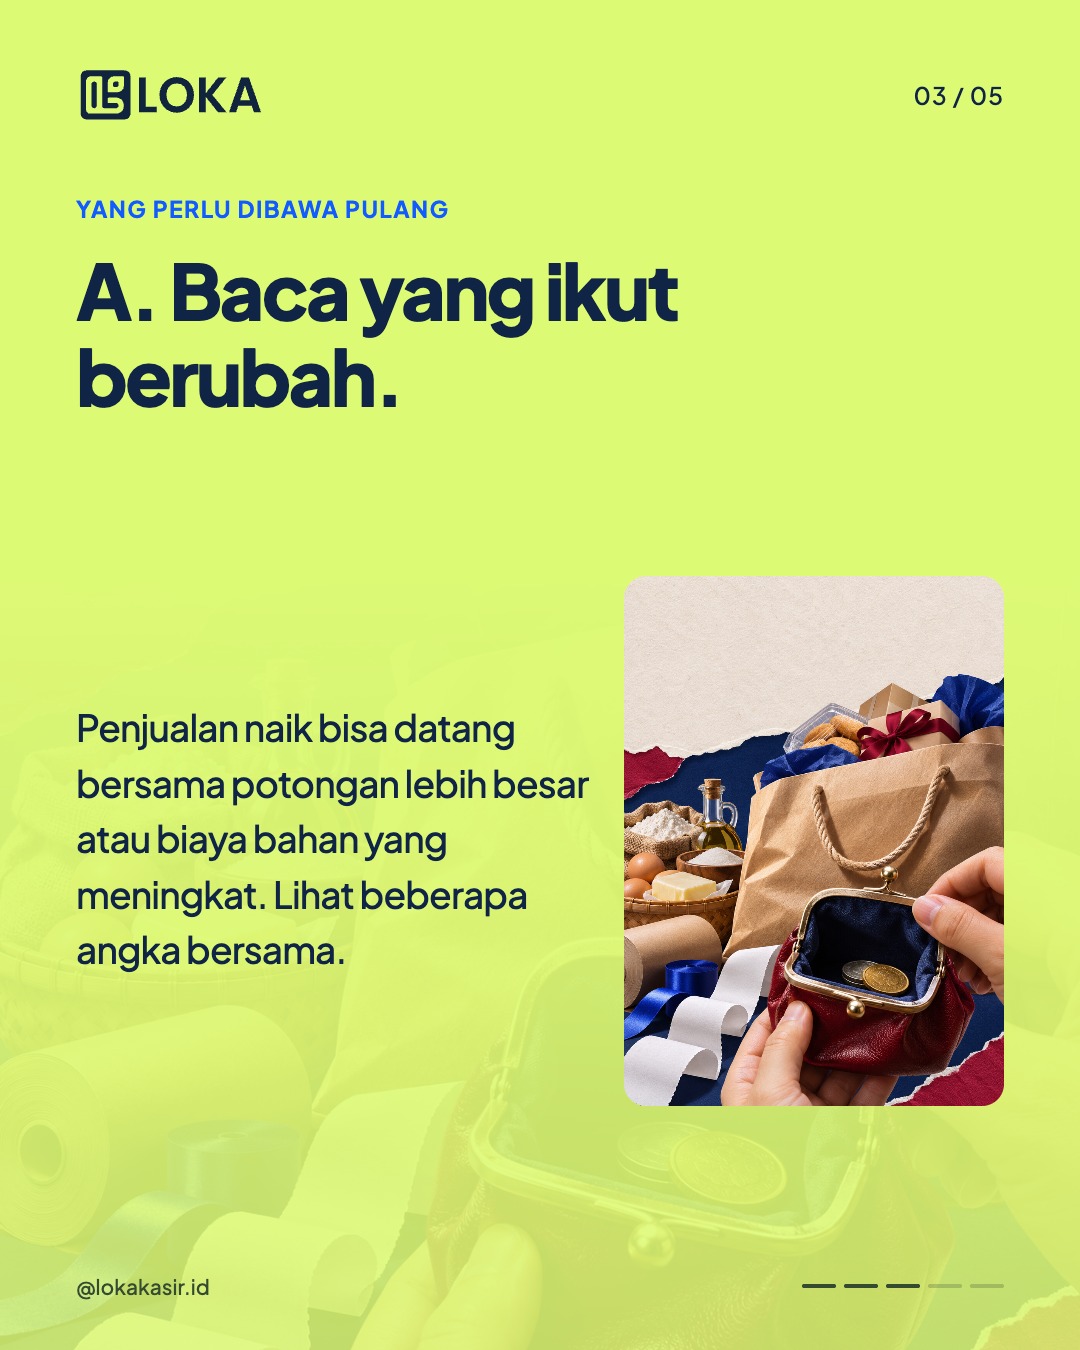 LOKA
03 / 05
YANG PERLU DIBAWA PULANG
A. Baca yang ikut
berubah.
Penjualan naik bisa datang
bersama potongan lebih besar
atau biaya bahan yang
meningkat. Lihat beberapa
angka bersama.
@lokakasir.id